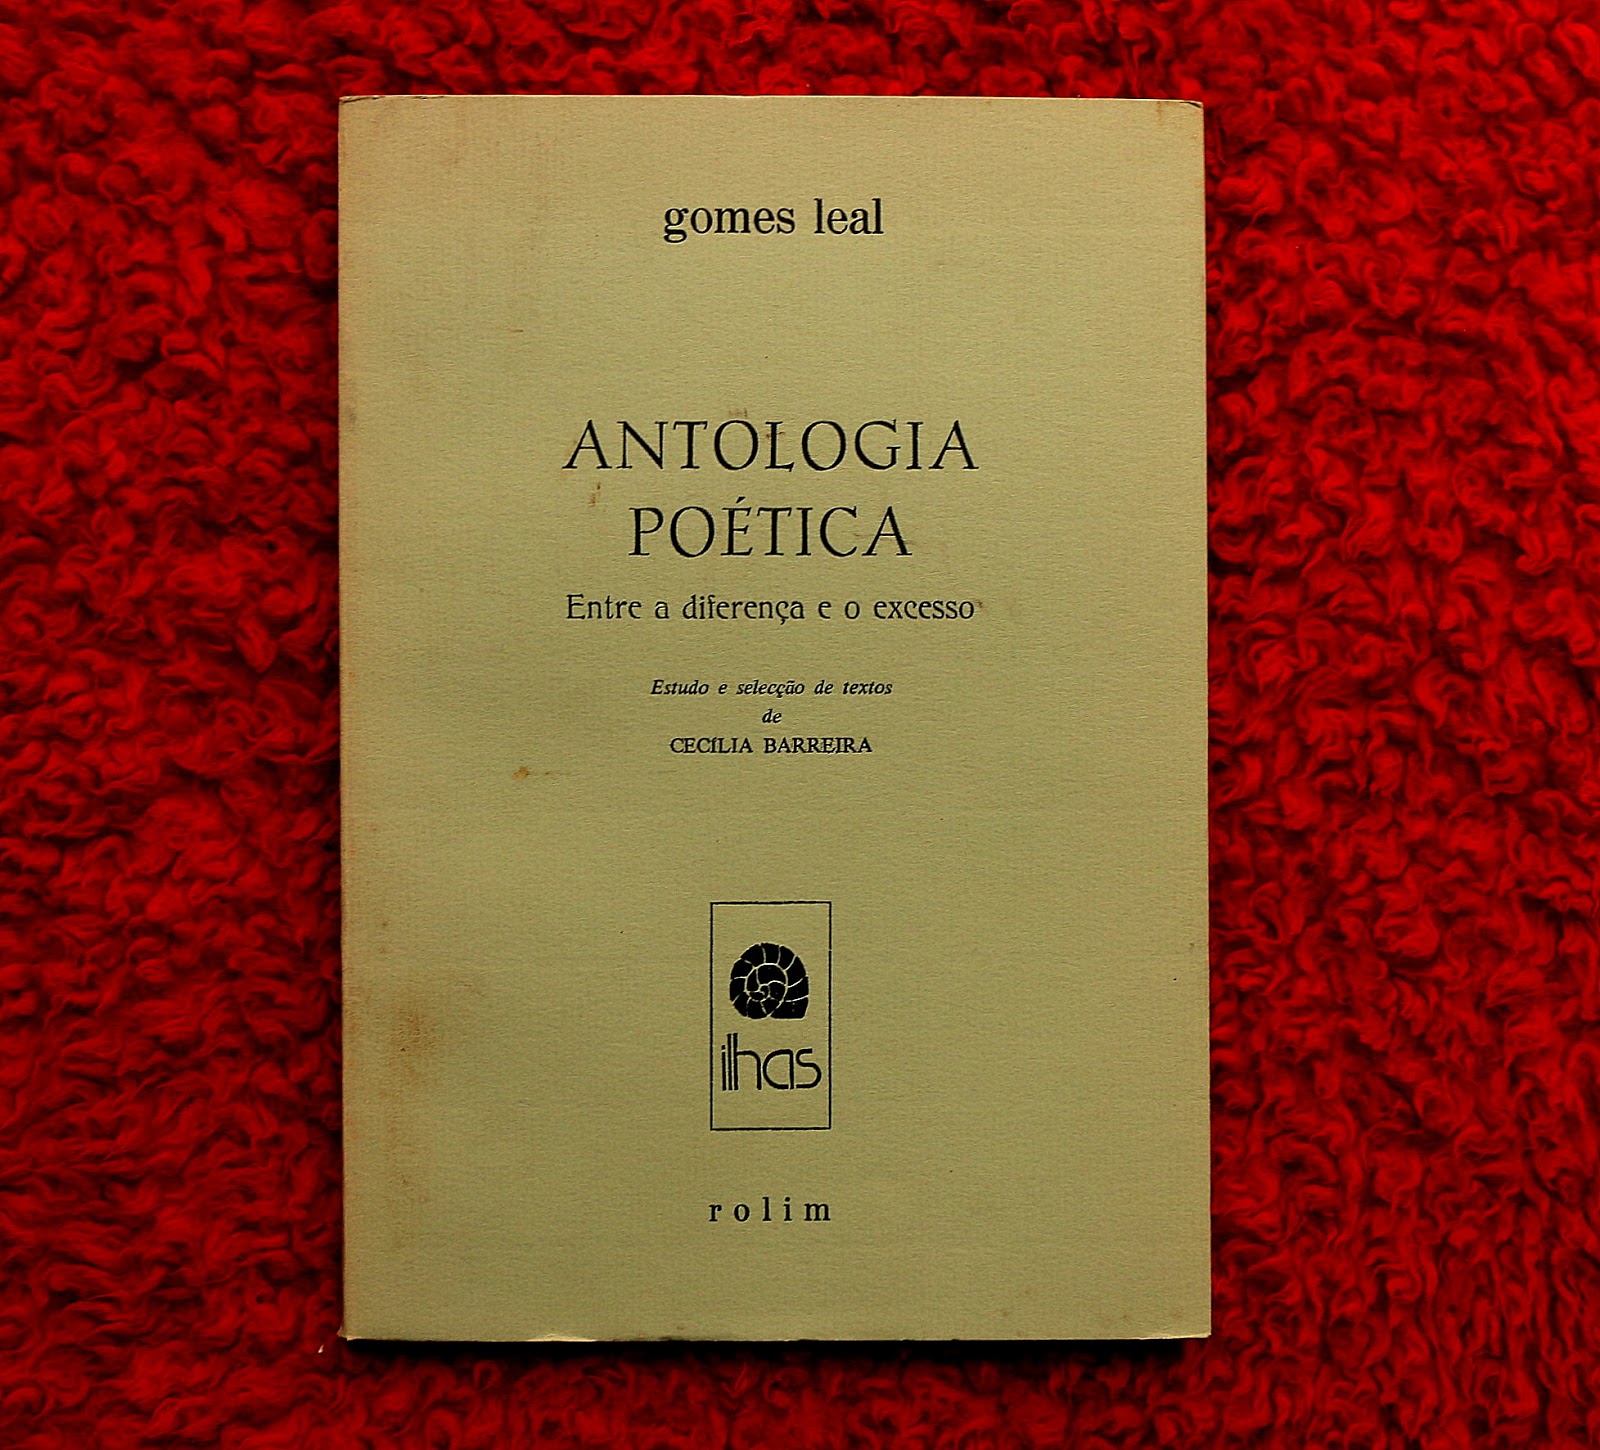 gomes leal
ANTOLOGIA
POÉTICA
Entre a diferença e o excesso
Estudo e selecção de textos
de
CECÍLIA BARREIRA
ilhas
rolim